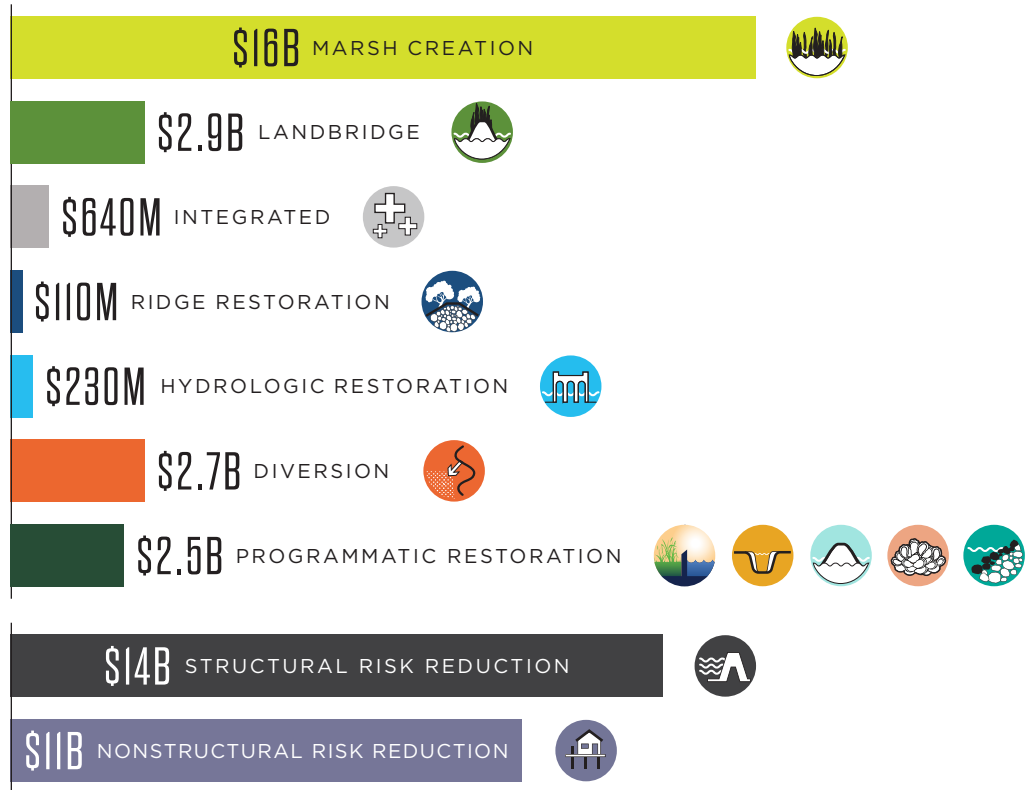 $16B MARSH CREATION
$2.9B LANDBRIDGE
$640M INTEGRATED
$110M RIDGE RESTORATION
$230M HYDROLOGIC RESTORATION
$2.7B DIVERSION
$2.5B PROGRAMMATIC RESTORATION
$14B STRUCTURAL RISK REDUCTION
$11B NONSTRUCTURAL RISK REDUCTION